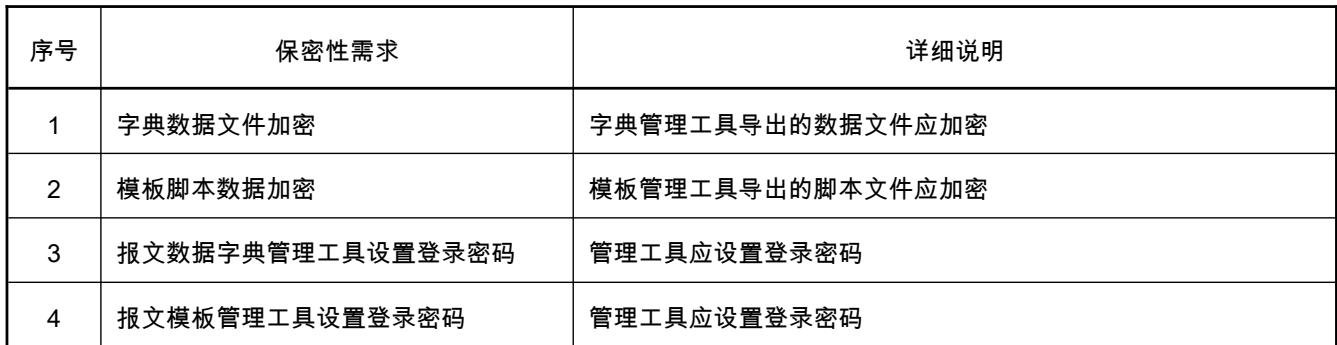 序号 保密性需求 详细说明
1 字典数据文件加密 字典管理工具导出的数据文件应加密
2 模板脚本数据加密 模板管理工具导出的脚本文件应加密
3 报文数据字典管理工具设置登录密码 管理工具应设置登录密码
4 报文模板管理工具设置登录密码 管理工具应设置登录密码